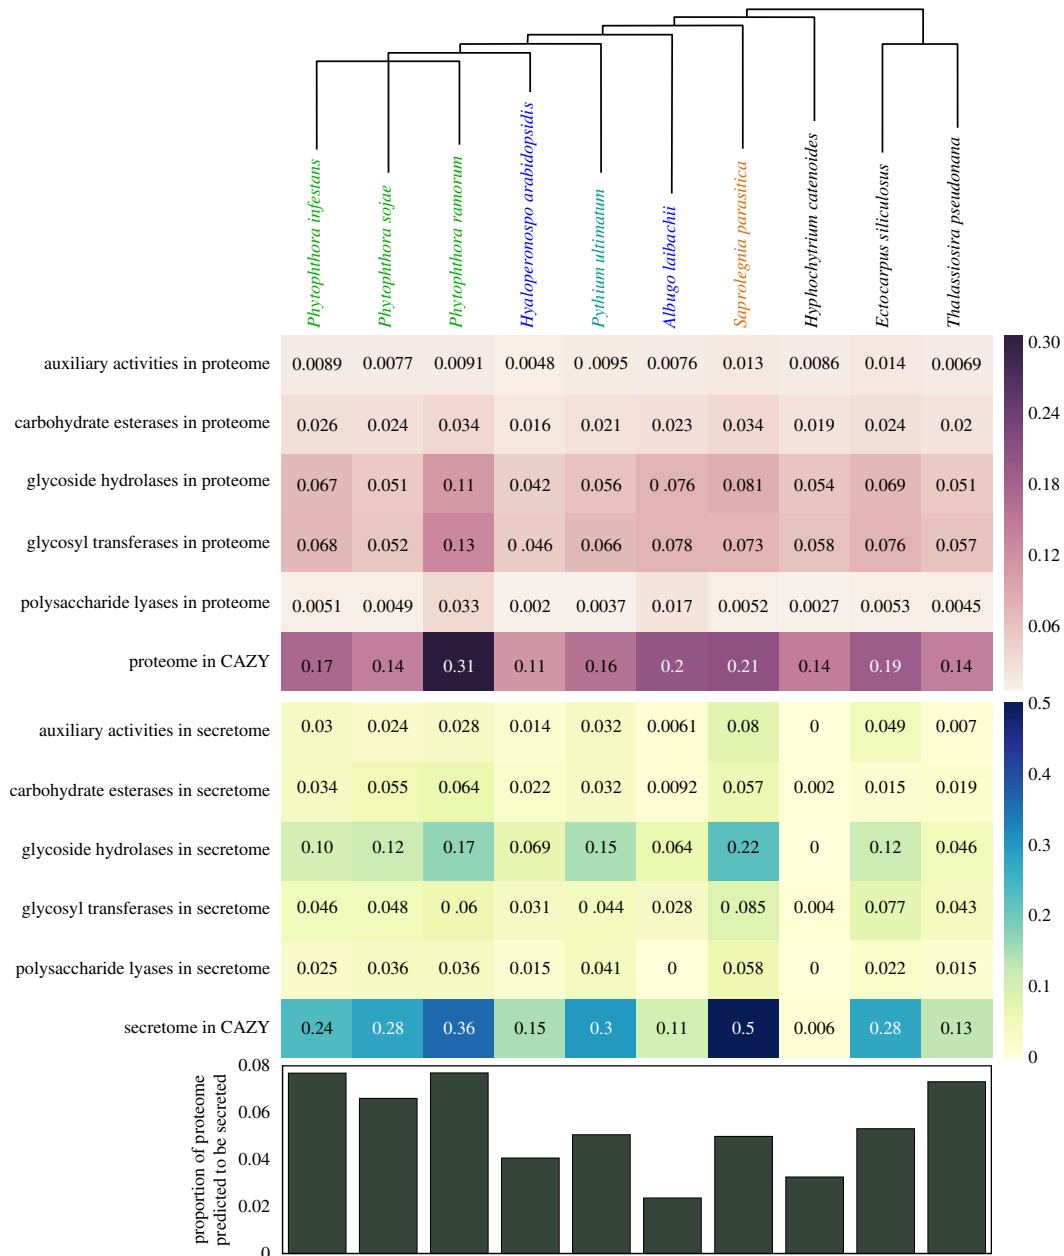 Phytophthora infestans
Phytophthora sojae
Phytophthora ramorum
Hyaloperonospo arabidopsidis
Pythium ultimatum
Albugo laibachii
Saprolegnia parasitica
Hyphochytrium catenoides
Ectocarpus siliculosus
Thalassiosira pseudonana
auxiliary activities in proteome 0.0089 0.0077 0.0091 0.0048 0 .0095 0.0076 0.013 0.0086 0.014 0.0069
carbohydrate esterases in proteome 0.026 0.024 0.034 0.016 0.021 0.023 0.034 0.019 0.024 0.02
glycoside hydrolases in proteome 0.067 0.051 0.11 0.042 0.056 0 .076 0.081 0.054 0.069 0.051
glycosyl transferases in proteome 0.068 0.052 0.13 0 .046 0.066 0.078 0.073 0.058 0.076 0.057
polysaccharide lyases in proteome 0.0051 0.0049 0.033 0.002 0.0037 0.017 0.0052 0.0027 0.0053 0.0045
proteome in CAZY 0.17 0.14 0.31 0.11 0.16 0.2 0.21 0.14 0.19 0.14
0.30
0.24
0.18
0.12
0.06
auxiliary activities in secretome 0.03 0.024 0.028 0.014 0.032 0.0061 0.08 0 0.049 0.007
carbohydrate esterases in secretome 0.034 0.055 0.064 0.022 0.032 0.0092 0.057 0.002 0.015 0.019
glycoside hydrolases in secretome 0.10 0.12 0.17 0.069 0.15 0.064 0.22 0 0.12 0.046
glycosyl transferases in secretome 0.046 0.048 0 .06 0.031 0 .044 0.028 0 .085 0.004 0.077 0.043
polysaccharide lyases in secretome 0.025 0.036 0.036 0.015 0.041 0 0.058 0 0.022 0.015
secretome in CAZY 0.24 0.28 0.36 0.15 0.3 0.11 0.5 0.006 0.28 0.13
0.5
0.4
0.3
0.2
0.1
0
proportion of proteome
predicted to be secreted
0.08
0.06
0.04
0.02
0